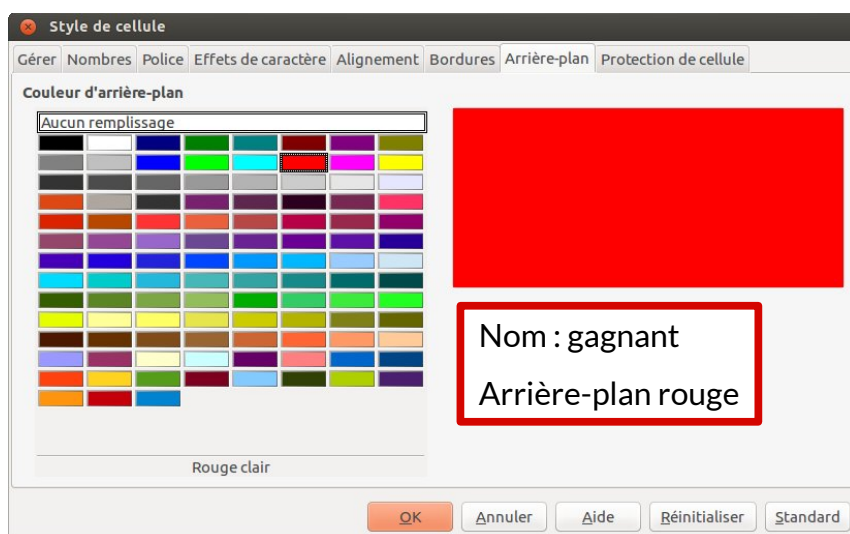 Style de cellule
Gérer Nombres Police Effets de caractère Alignement Bordures Arrière-plan Protection de cellule
Couleur d'arrière-plan
Aucun remplissage
Nom : gagnant
Arrière-plan rouge
Rouge clair
OK Annuler Aide Réinitialiser Standard